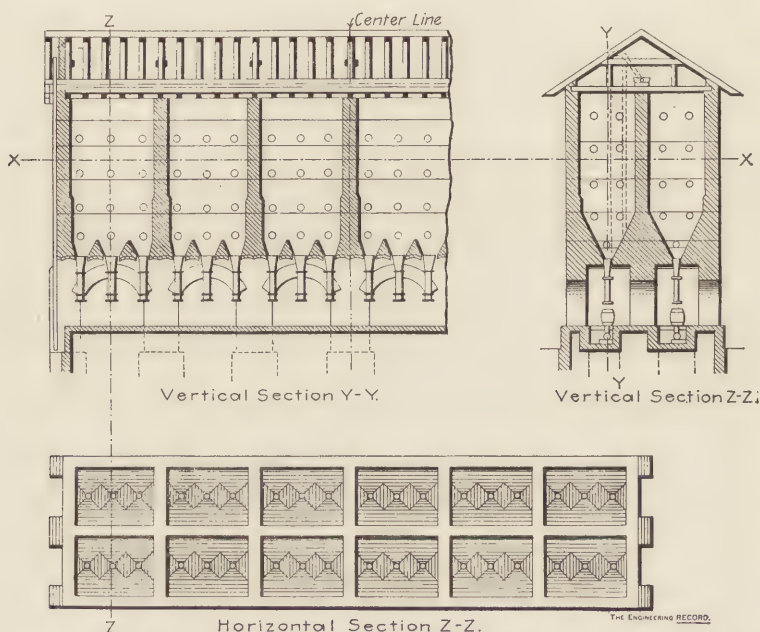 Z
Center Line
Y
X
X
Vertical Section Y-Y.
Y
Vertical Section Z-Z.
Z
Horizontal Section Z-Z.
THE ENGINEERING RECORD.